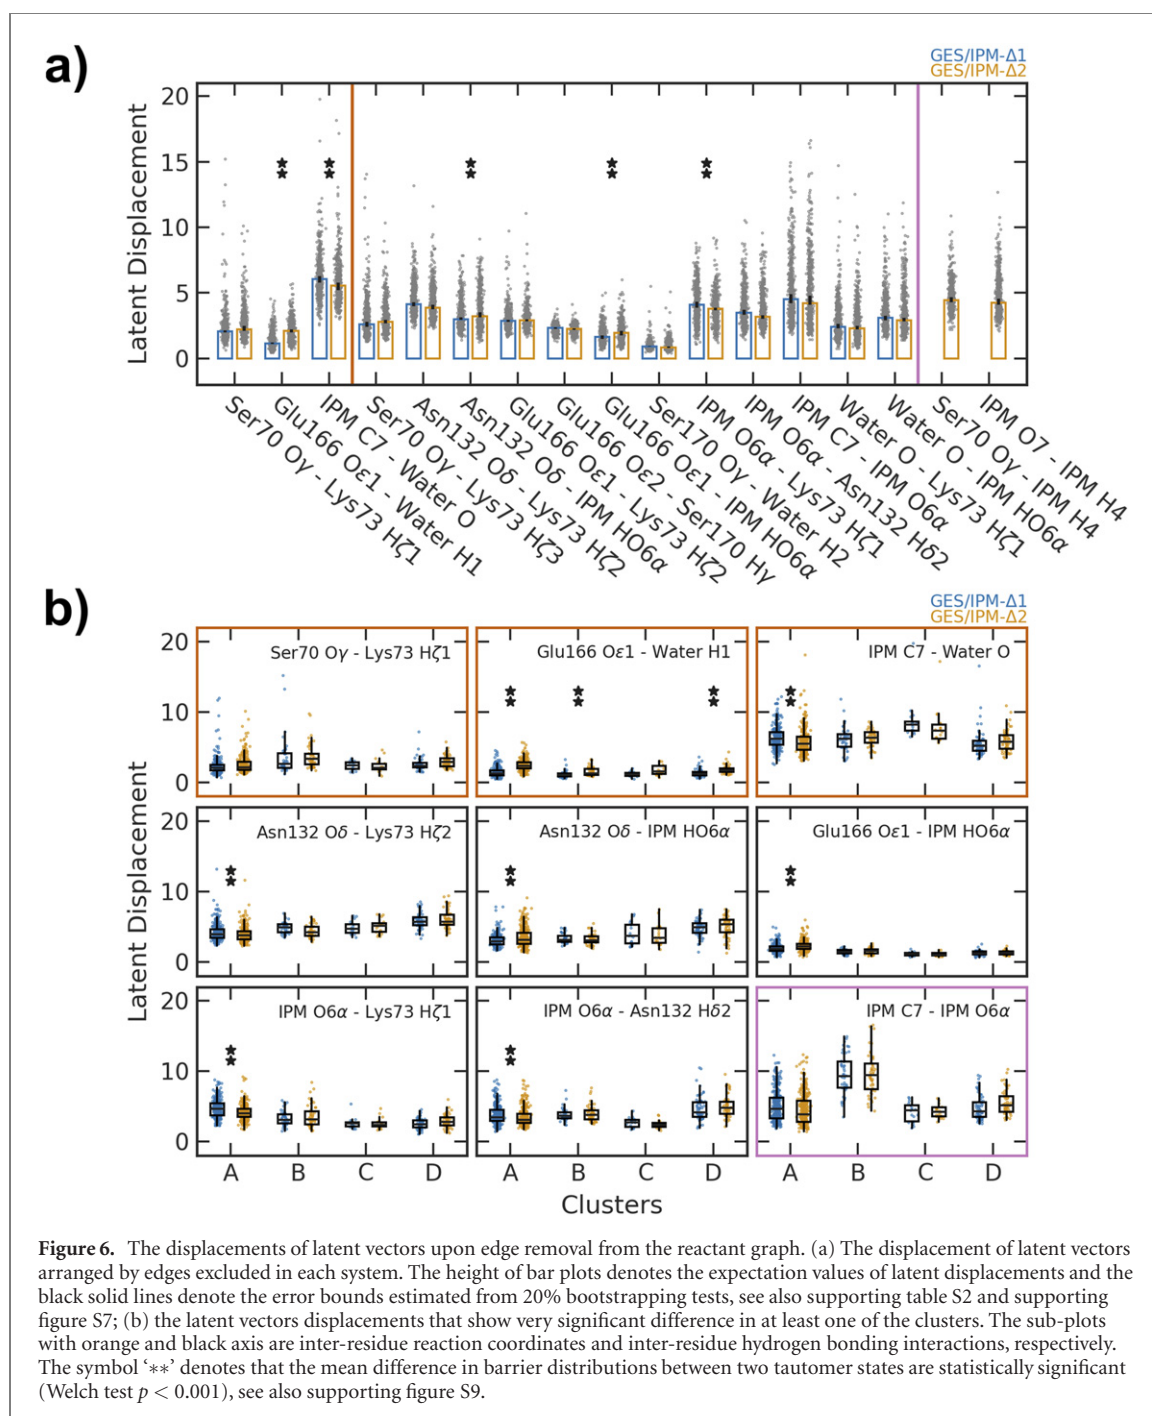 a)
GES/IPM-Δ1
GES/IPM-Δ2
Latent Displacement
20
15
10
5
0
★★ ★★ ★★ ★★ ★★
Ser70 Oγ - Lys73 Hζ1
Glu166 Oε1 - Water H1
IPM C7 - Water O
Ser70 Oγ - Lys73 Hζ3
Asn132 Oδ - Lys73 Hζ2
Asn132 Oδ - IPM HO6α
Glu166 Oε1 - Lys73 Hζ2
Glu166 Oε2 - Ser170 Hγ
Glu166 Oε1 - IPM HO6α
Ser170 Oγ - Water H2
IPM O6α - Lys73 Hζ1
IPM O6α - Asn132 Hδ2
IPM C7 - IPM O6α
Water O - Lys73 Hζ1
Water O - IPM HO6α
Ser70 Oγ - IPM H4
IPM O7 - IPM H4
b)
GES/IPM-Δ1
GES/IPM-Δ2
Latent Displacement
20
10
0
Ser70 Oγ - Lys73 Hζ1
Glu166 Oε1 - Water H1
★★ ★★ ★★
IPM C7 - Water O
★★
Latent Displacement
20
10
0
Asn132 Oδ - Lys73 Hζ2
★★
Asn132 Oδ - IPM HO6α
★★
Glu166 Oε1 - IPM HO6α
★★
20
10
0
IPM O6α - Lys73 Hζ1
★★
IPM O6α - Asn132 Hδ2
★★
IPM C7 - IPM O6α
A B C D A B C D A B C D
Clusters
Figure 6. The displacements of latent vectors upon edge removal from the reactant graph. (a) The displacement of latent vectors
arranged by edges excluded in each system. The height of bar plots denotes the expectation values of latent displacements and the
black solid lines denote the error bounds estimated from 20% bootstrapping tests, see also supporting table S2 and supporting
figure S7; (b) the latent vectors displacements that show very significant difference in at least one of the clusters. The sub-plots
with orange and black axis are inter-residue reaction coordinates and inter-residue hydrogen bonding interactions, respectively.
The symbol ‘∗∗’ denotes that the mean difference in barrier distributions between two tautomer states are statistically significant
(Welch test p < 0.001), see also supporting figure S9.